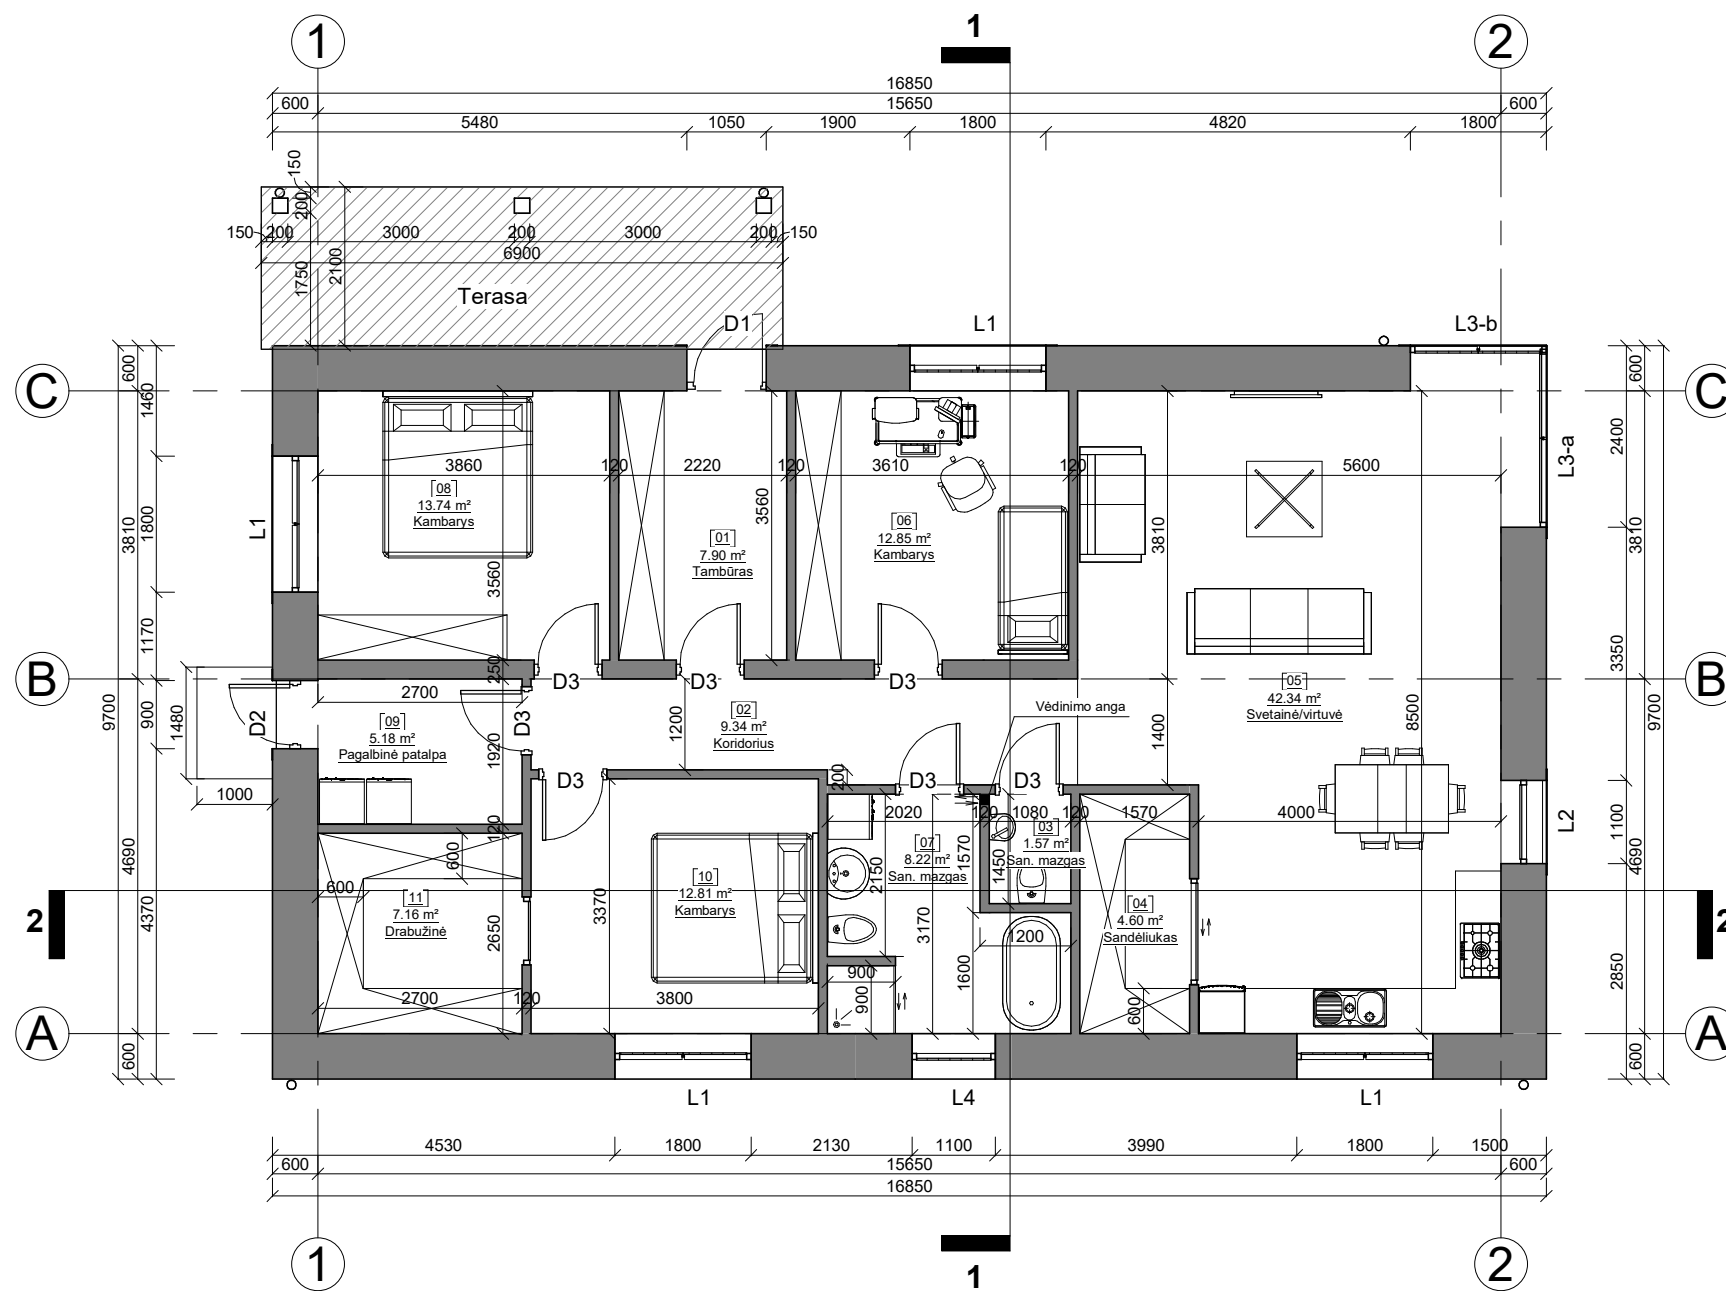 1
1
2
16850
600
15650
600
5480
1050
1900
1800
4820
1800
150
200
150
200
3000
200
3000
200
150
6900
1750
2100
Terasa
D1
L1
L3-b
C
C
600
1460
3810
1800
1170
9700
L1
600
2400
L3-a
3810
3350
9700
3860
120
2220
120
3610
120
5600
08
13.74 m²
Kambarys
3560
01
7.90 m²
Tambūras
3560
06
12.85 m²
Kambarys
3810
B
B
250
D3
D3
D3
2700
D2
1480
900
1000
09
5.18 m²
Pagalbinė patalpa
D3
1920
1200
02
9.34 m²
Koridorius
Vėdinimo anga
1400
05
42.34 m²
Svetainė/virtuvė
8500
D3
200
D3
D3
2020
120
1080
120
1570
4000
L2
1100
4690
4690
4370
120
600
600
11
7.16 m²
Drabužinė
2650
3370
10
12.81 m²
Kambarys
2150
07
8.22 m²
San. mazgas
1570
1450
03
1.57 m²
San. mazgas
04
4.60 m²
Sandėliukas
2
2
3170
1200
1600
900
900
600
2850
2700
120
3800
A
A
600
600
L1
L4
L1
4530
1800
2130
1100
3990
1800
1500
600
15650
600
16850
1
1
2